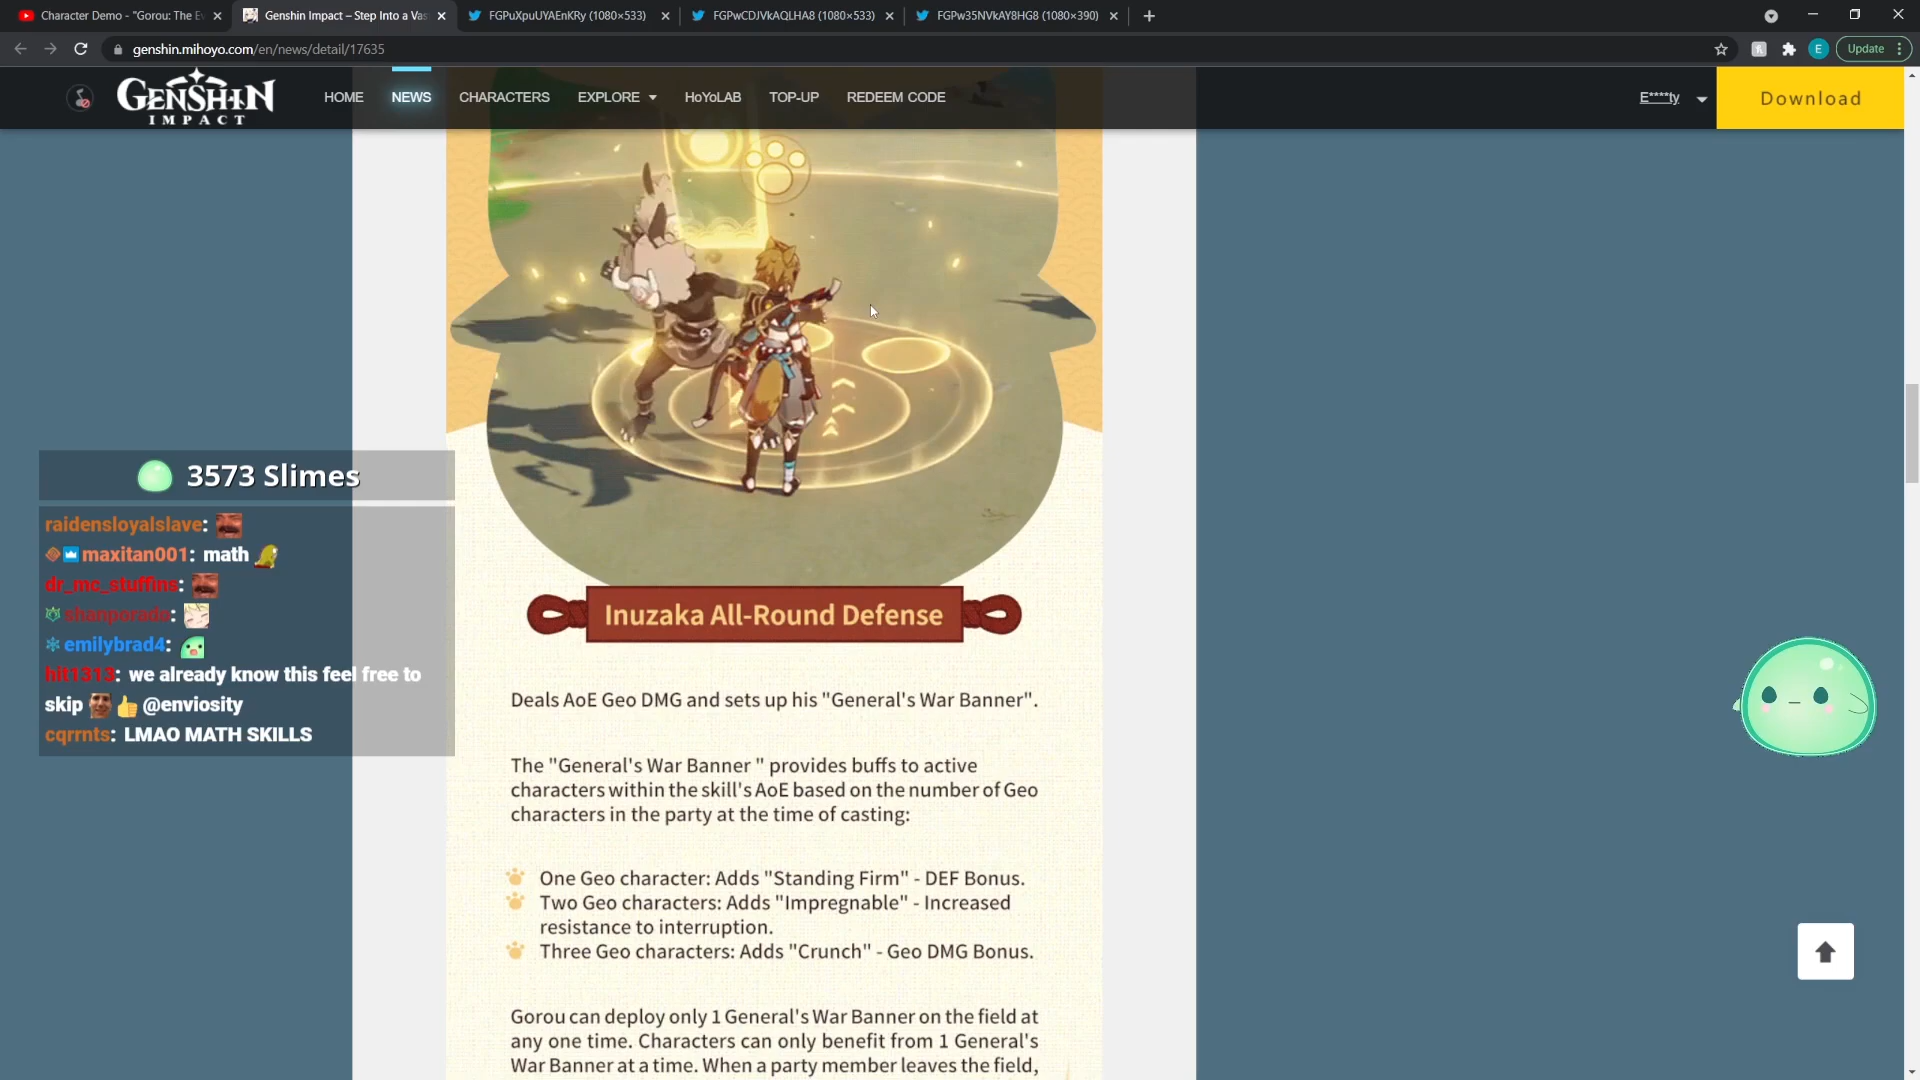 Character Demo - "Gorou: The Ev
Genshin Impact – Step Into a Vas
FGPuXpuUYAEnKRy (1080×533)
FGPwCDJVkAQLHA8 (1080×533)
FGPw35NVkAY8HG8 (1080×390)
genshin.mihoyo.com/en/news/detail/17635
E
Update
GENSHIN
IMPACT
HOME
NEWS
CHARACTERS
EXPLORE
HoYoLAB
TOP-UP
REDEEM CODE
E****ty
Download
3573 Slimes
raidensloyalslave:
maxitan001: math
dr_mc_stuffins:
shanporado:
emilybrad4:
hit1313: we already know this feel free to
skip @enviosity
cqrrnts: LMAO MATH SKILLS
Inuzaka All-Round Defense
Deals AoE Geo DMG and sets up his "General's War Banner".
The "General's War Banner " provides buffs to active
characters within the skill's AoE based on the number of Geo
characters in the party at the time of casting:
One Geo character: Adds "Standing Firm" - DEF Bonus.
Two Geo characters: Adds "Impregnable" - Increased
resistance to interruption.
Three Geo characters: Adds "Crunch" - Geo DMG Bonus.
Gorou can deploy only 1 General's War Banner on the field at
any one time. Characters can only benefit from 1 General's
War Banner at a time. When a party member leaves the field,